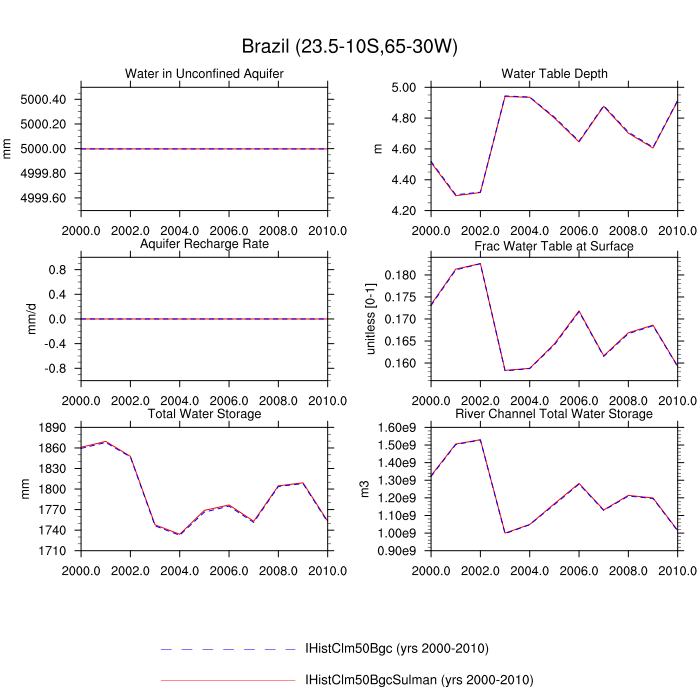 Brazil (23.5-10S,65-30W)
Water in Unconfined Aquifer
5000.40
5000.20
5000.00
4999.80
4999.60
mm
2000.0 2002.0 2004.0 2006.0 2008.0 2010.0
Water Table Depth
5.00
4.80
4.60
4.40
4.20
m
2000.0 2002.0 2004.0 2006.0 2008.0 2010.0
Aquifer Recharge Rate
0.8
0.4
0.0
-0.4
-0.8
mm/d
2000.0 2002.0 2004.0 2006.0 2008.0 2010.0
Frac Water Table at Surface
0.180
0.175
0.170
0.165
0.160
unitless [0-1]
2000.0 2002.0 2004.0 2006.0 2008.0 2010.0
Total Water Storage
1890
1860
1830
1800
1770
1740
1710
mm
2000.0 2002.0 2004.0 2006.0 2008.0 2010.0
River Channel Total Water Storage
1.60e9
1.50e9
1.40e9
1.30e9
1.20e9
1.10e9
1.00e9
0.90e9
m3
2000.0 2002.0 2004.0 2006.0 2008.0 2010.0
IHistClm50Bgc (yrs 2000-2010)
IHistClm50BgcSulman (yrs 2000-2010)